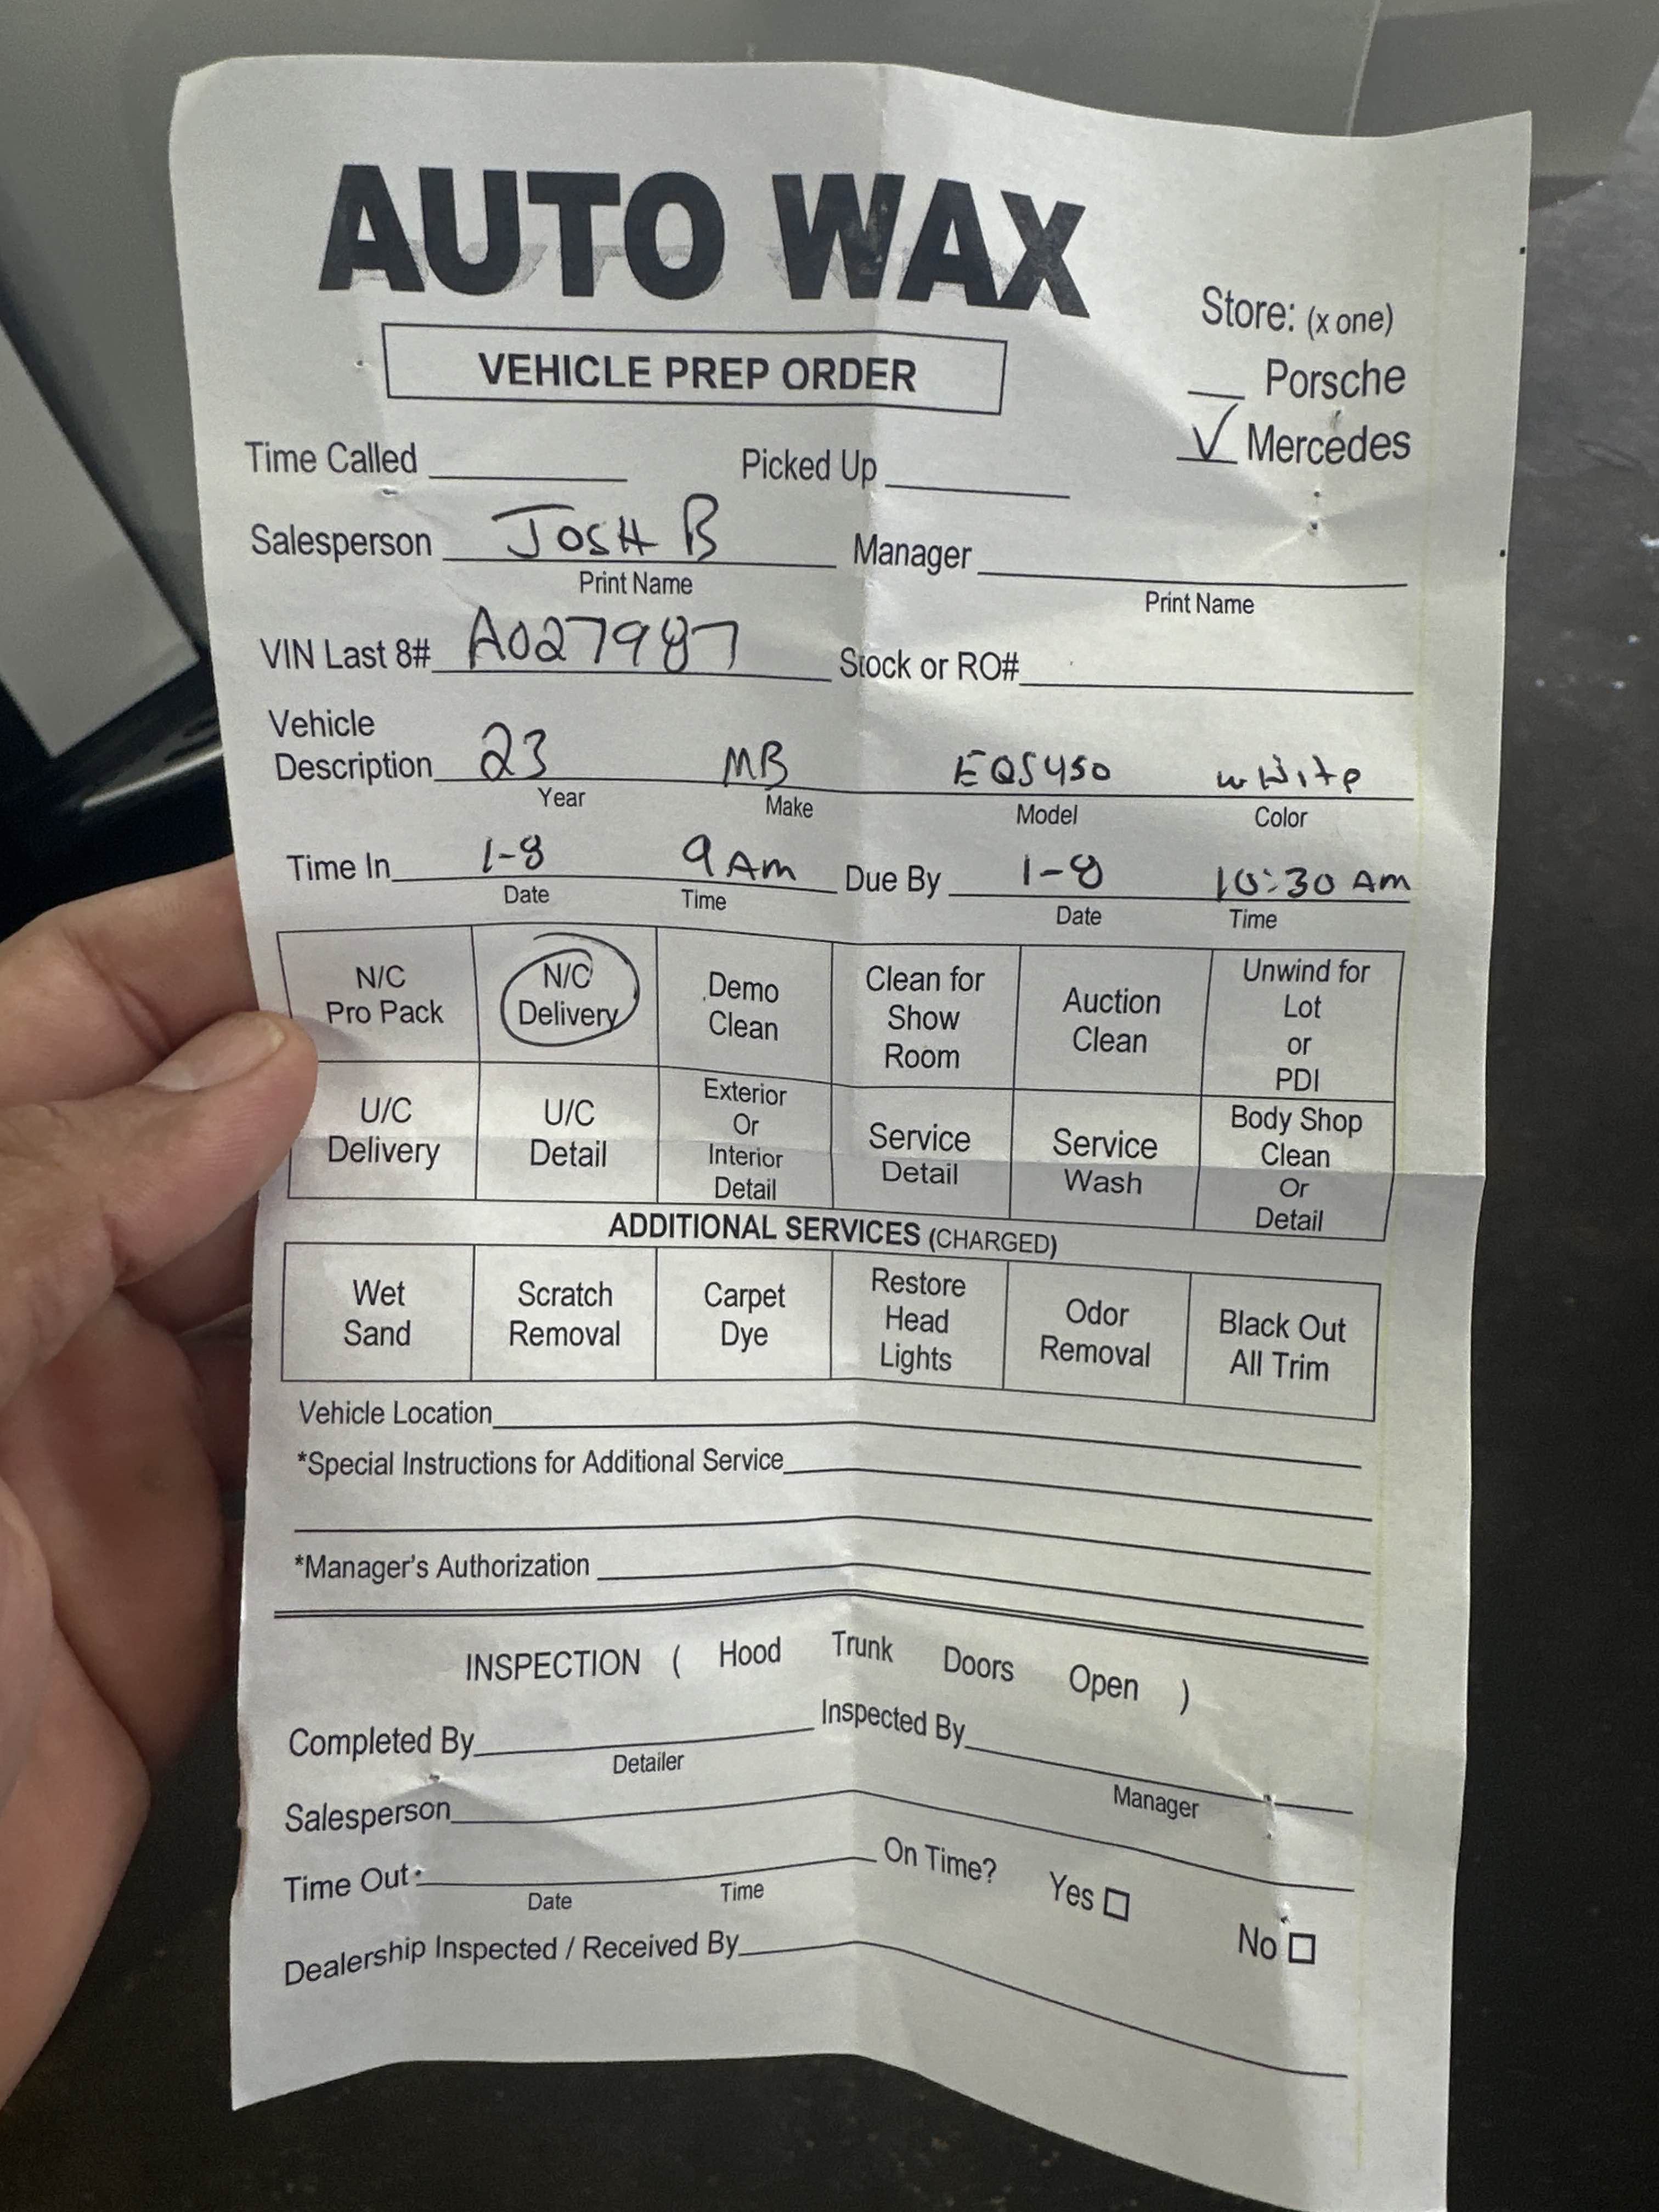 AUTO WAX
VEHICLE PREP ORDER
Store: (x one)
Porsche
✓ Mercedes
Time Called Picked Up
Salesperson JOSH B Manager
Print Name Print Name
VIN Last 8# A027987 Stock or RO#
Vehicle
Description 23 MB EQS450 wHite
Year Make Model Color
Time In 1-8 9 Am Due By 1-8 10:30 AM
Date Time Date Time
N/C Pro Pack N/C Delivery Demo Clean Clean for Show Room Auction Clean Unwind for Lot or PDI
U/C Delivery U/C Detail Exterior Or Interior Detail Service Detail Service Wash Body Shop Clean Or Detail
ADDITIONAL SERVICES (CHARGED)
Wet Sand Scratch Removal Carpet Dye Restore Head Lights Odor Removal Black Out All Trim
Vehicle Location
*Special Instructions for Additional Service
*Manager's Authorization
INSPECTION ( Hood Trunk Doors Open )
Completed By Inspected By
Detailer Manager
Salesperson
Time Out: On Time? Yes □ No □
Date Time
Dealership Inspected / Received By